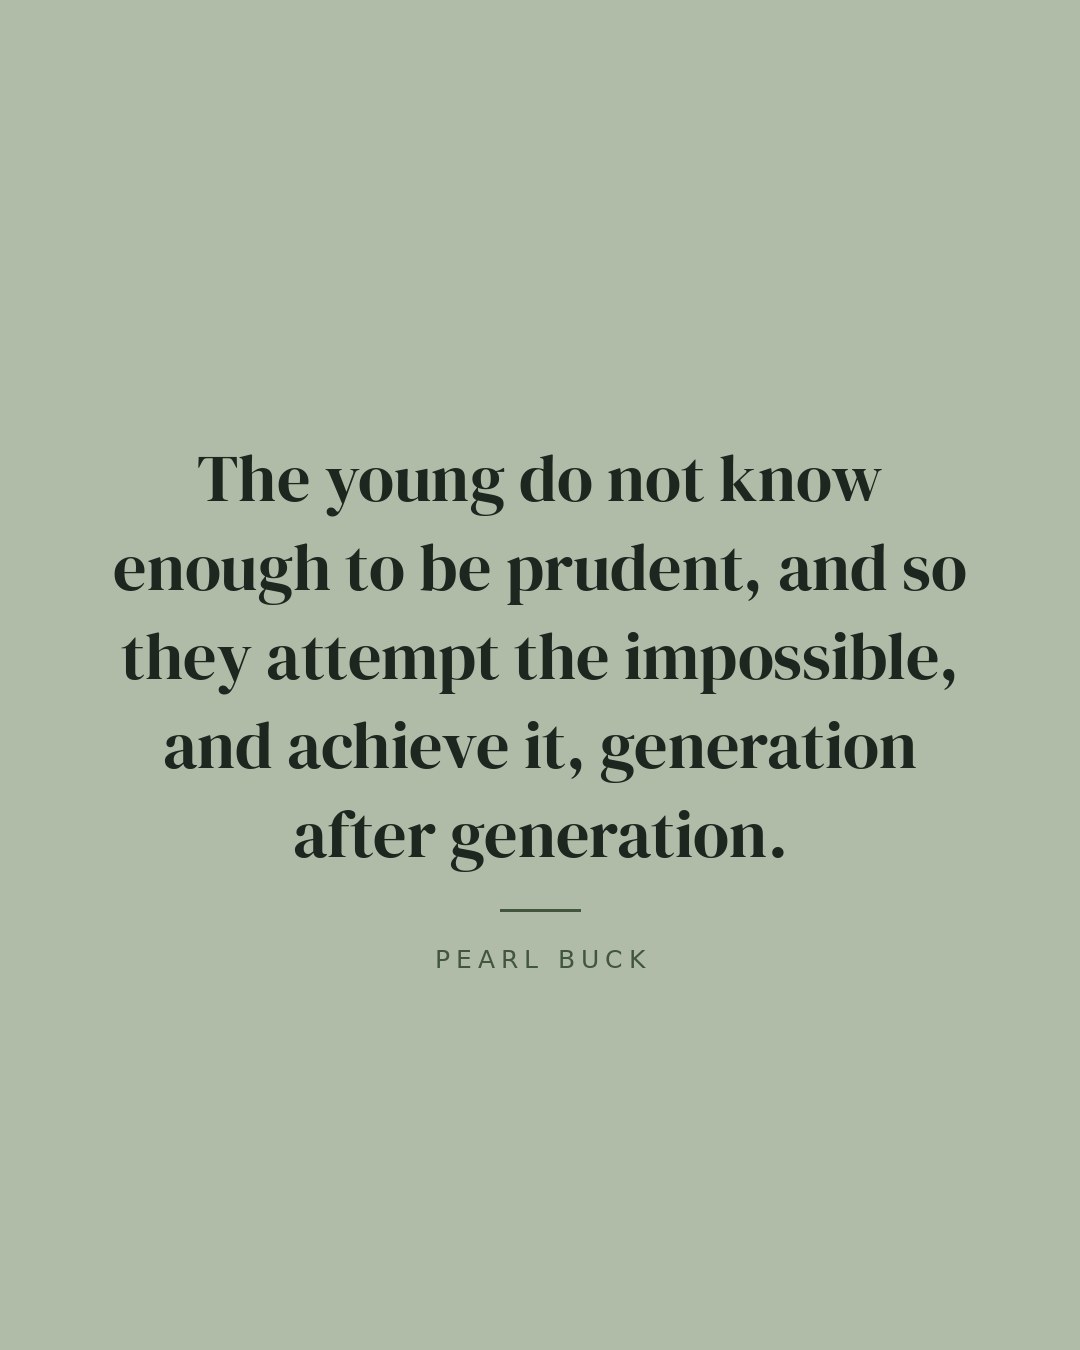 The young do not know
enough to be prudent, and so
they attempt the impossible,
and achieve it, generation
after generation.
PEARL BUCK